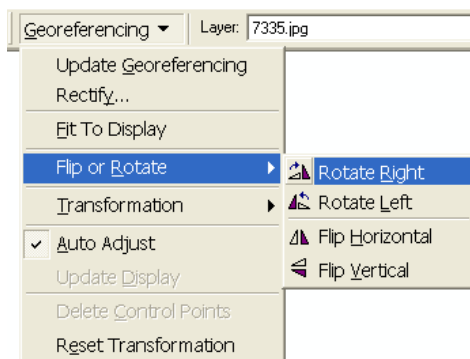 Georeferencing Layer: 7335.jpg
Update Georeferencing
Rectify...
Fit To Display
Flip or Rotate
Rotate Right
Rotate Left
Flip Horizontal
Flip Vertical
Transformation
Auto Adjust
Update Display
Delete Control Points
Reset Transformation